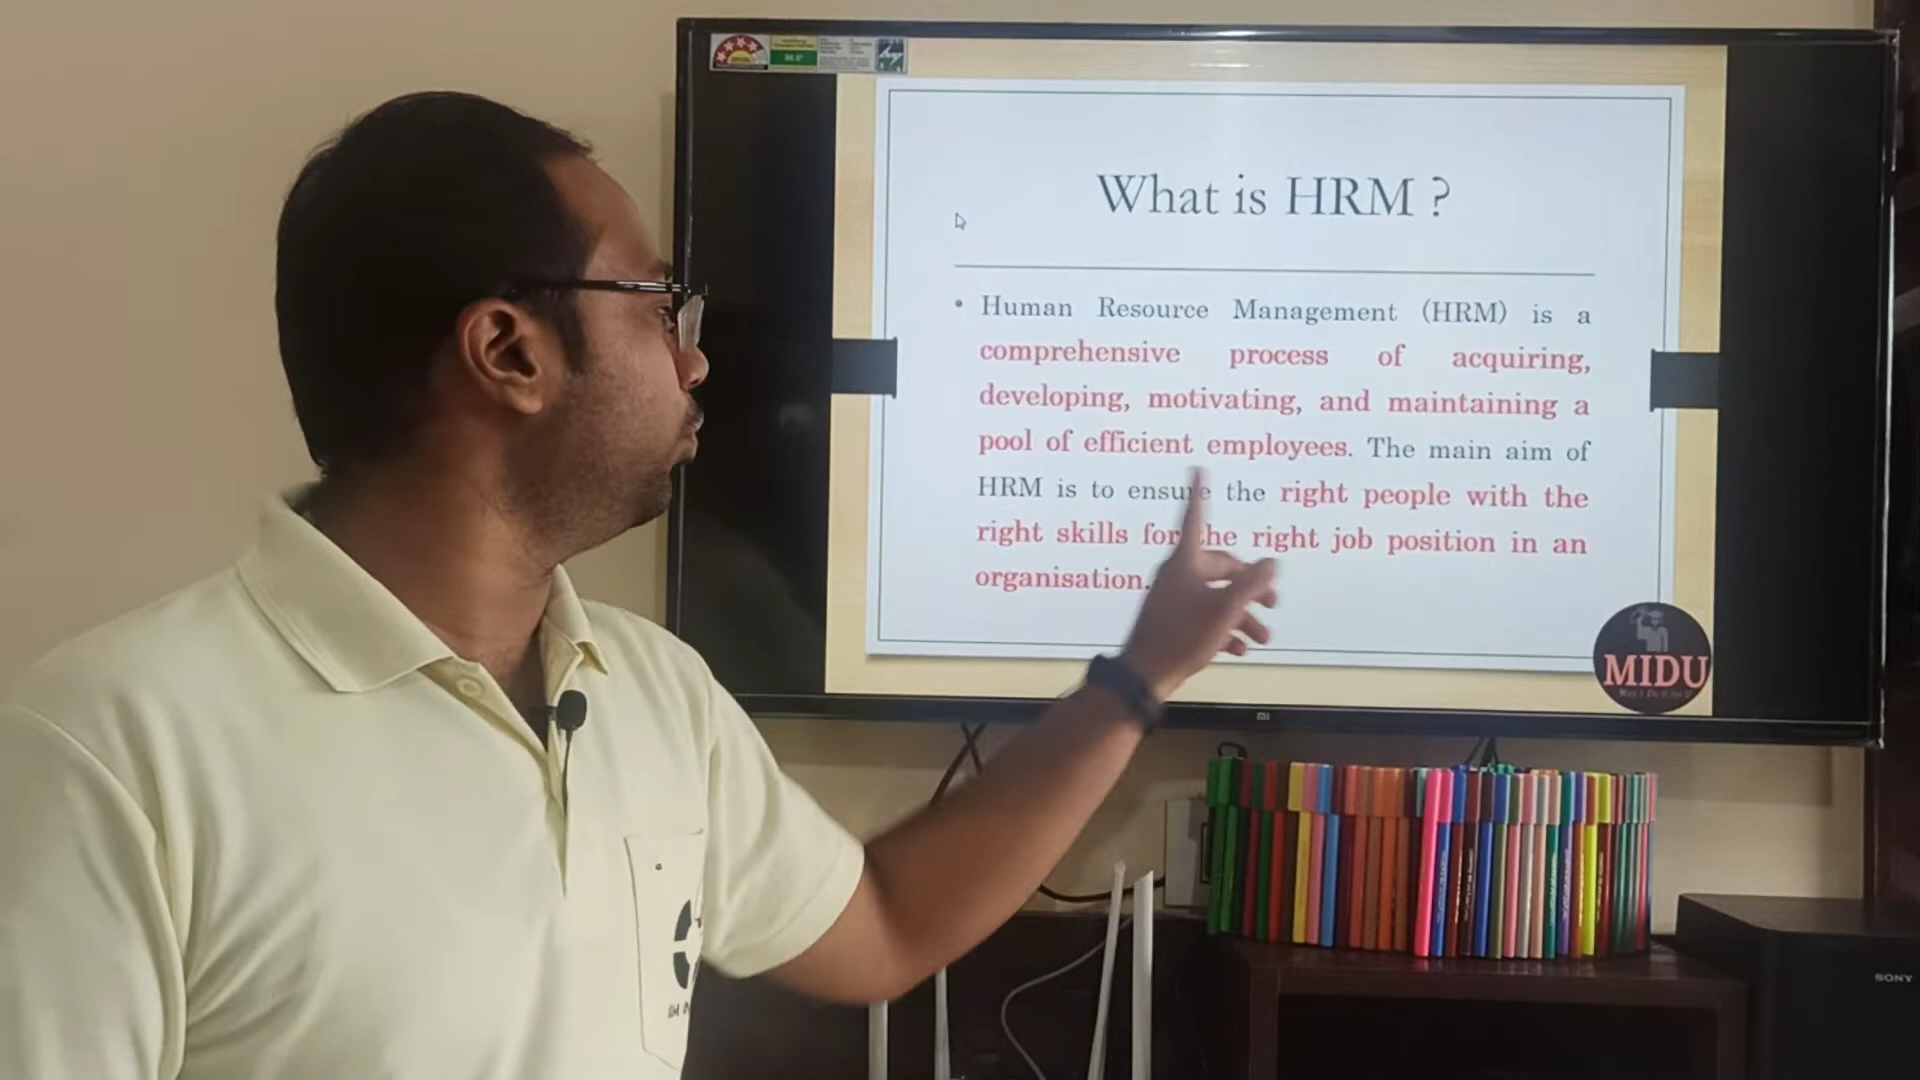 What is HRM ?
• Human Resource Management (HRM) is a
comprehensive process of acquiring,
developing, motivating, and maintaining a
pool of efficient employees. The main aim of
HRM is to ensure the right people with the
right skills for the right job position in an
organisation.
MIDU
mi
SONY